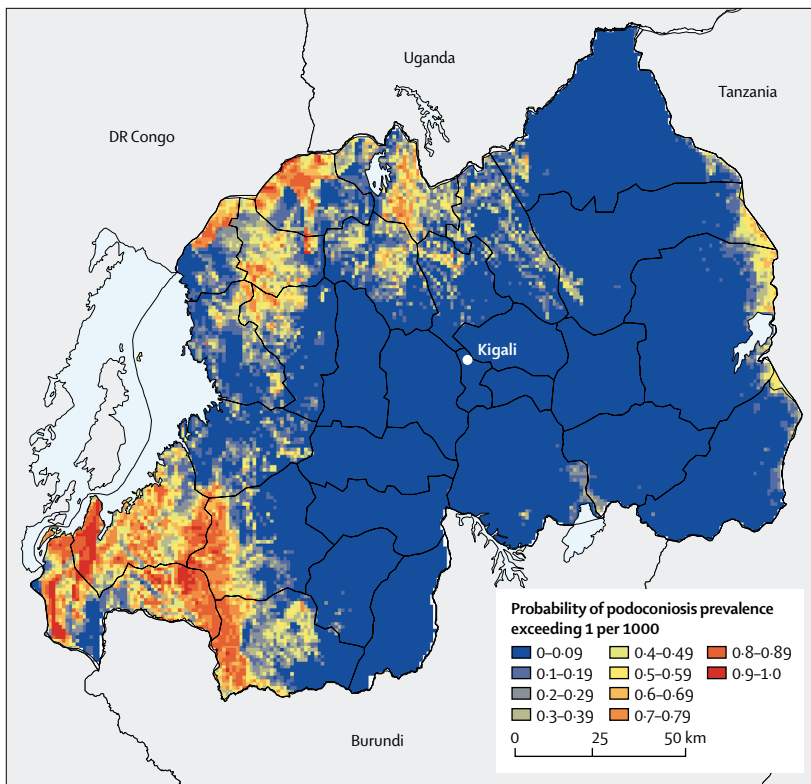 Uganda
Tanzania
DR Congo
Kigali
Burundi
Probability of podoconiosis prevalence
exceeding 1 per 1000
0–0·09
0·1–0·19
0·2–0·29
0·3–0·39
0·4–0·49
0·5–0·59
0·6–0·69
0·7–0·79
0·8–0·89
0·9–1·0
0 25 50 km